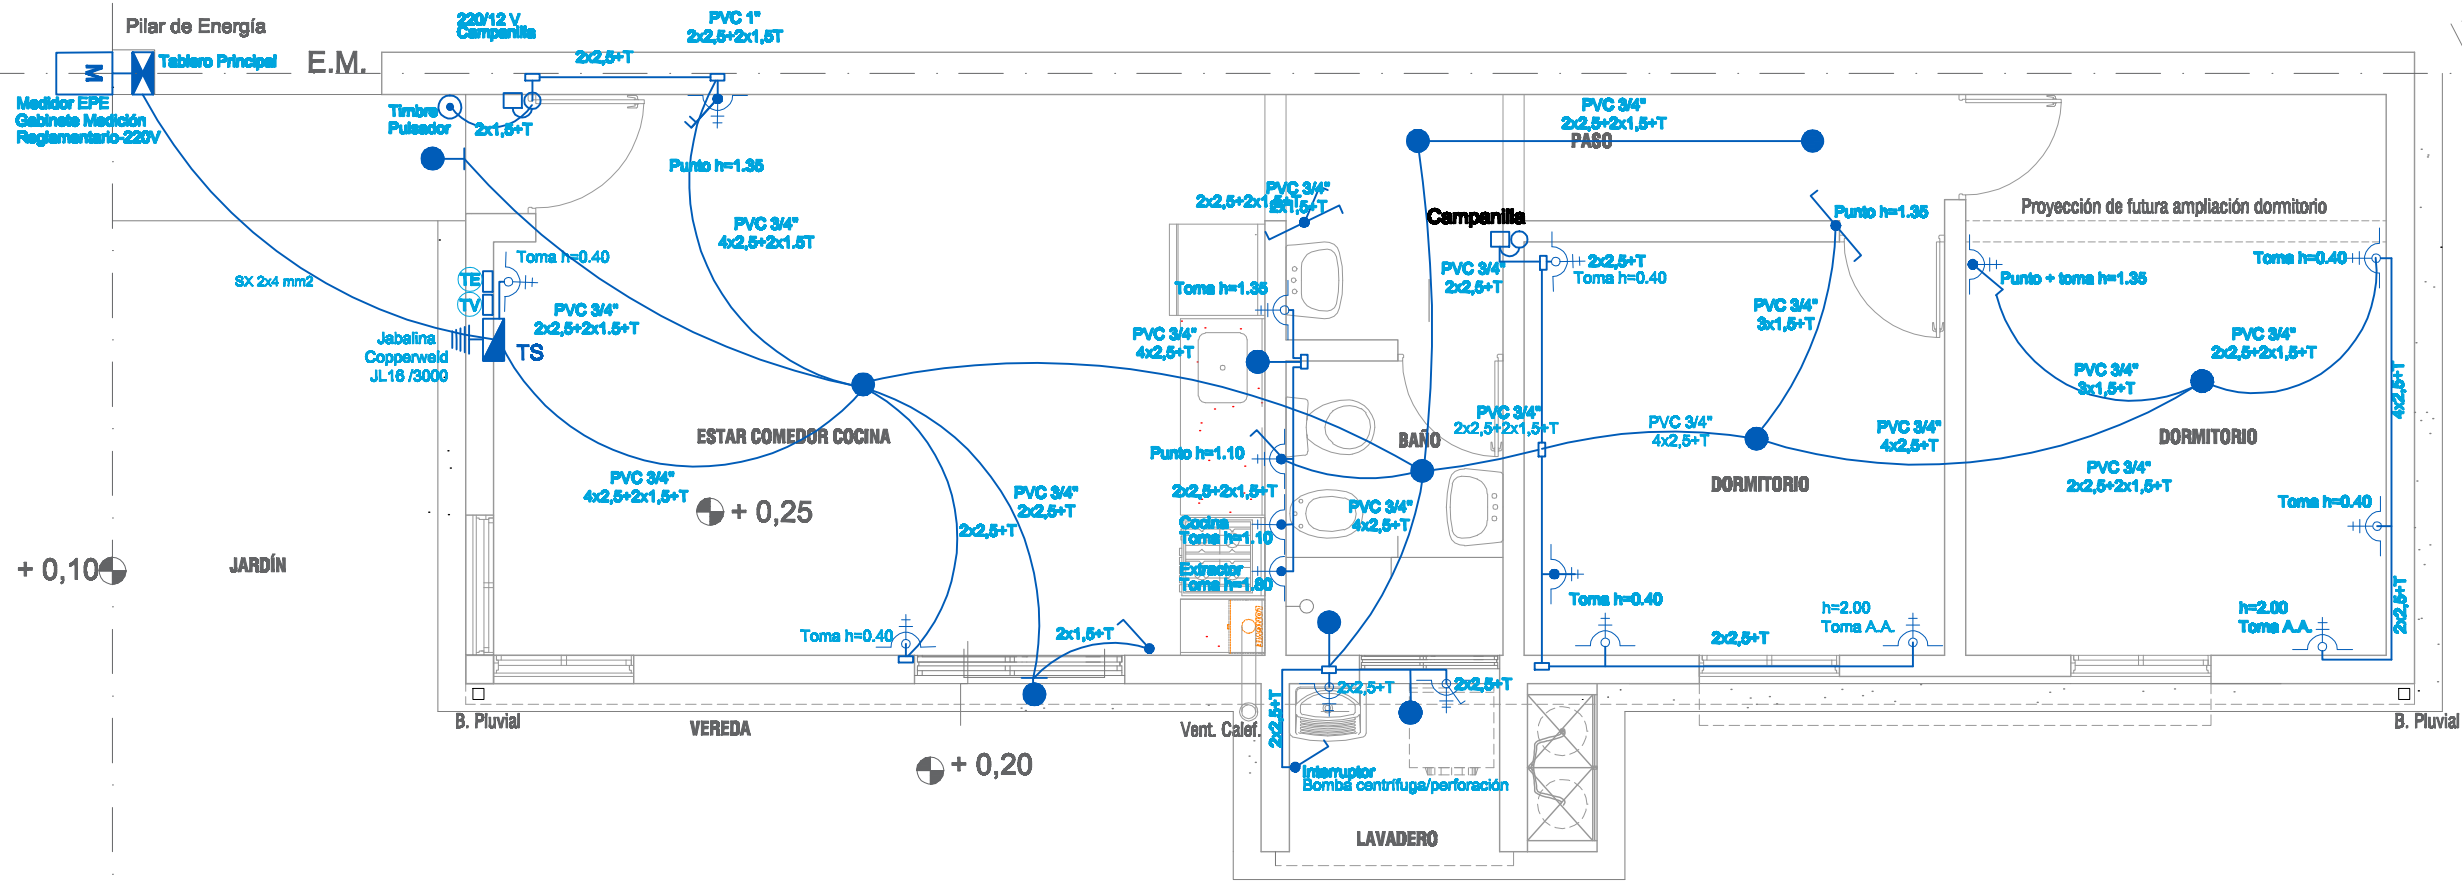 Pilar de Energía
M
Tablero Principal
E.M.
Medidor EPE
Gabinete Medición
Reglamentario-220V
220/12 V
Campanilla
2x2,5+T
PVC 1"
2x2,5+2x1,5T
Timbre
Pulsador
2x1,5+T
Punto h=1.35
PVC 3/4"
4x2,5+2x1.5T
SX 2x4 mm2
Toma h=0.40
TE
TV
PVC 3/4"
2x2,5+2x1.5+T
Jabalina
Copperweld
JL16 /3000
TS
ESTAR COMEDOR COCINA
PVC 3/4"
4x2,5+2x1,5+T
+ 0,25
PVC 3/4"
2x2,5+T
2x2,5+T
+ 0,10
JARDÍN
Toma h=0.40
2x1,5+T
B. Pluvial
VEREDA
+ 0,20
Vent. Calef.
PVC 3/4"
2x2,5+2x1,5+T
2x1,5+T
Toma h=1.35
PVC 3/4"
4x2,5+T
Punto h=1.10
2x2,5+2x1,5+T
Cocina
Toma h=1.10
Extractor
Toma h=1.80
BAÑO
PVC 3/4"
4x2,5+T
Campanilla
PVC 3/4"
2x2,5+T
PVC 3/4"
2x2,5+2x1,5+T
PVC 3/4"
2x2,5+2x1,5+T
PASO
2x2,5+T
Toma h=0.40
Punto h=1.35
PVC 3/4"
3x1,5+T
PVC 3/4"
4x2,5+T
DORMITORIO
PVC 3/4"
4x2,5+T
Toma h=0.40
2x2,5+T
h=2.00
Toma A.A.
Proyección de futura ampliación dormitorio
Punto + toma h=1.35
Toma h=0.40
PVC 3/4"
2x2,5+2x1,5+T
PVC 3/4"
3x1,5+T
4x2,5+T
DORMITORIO
PVC 3/4"
2x2,5+2x1,5+T
Toma h=0.40
2x2,5+T
h=2.00
Toma A.A.
B. Pluvial
2x2,5+T
2x2,5+T
2x2,5+T
Interruptor
Bomba centrífuga/perforación
LAVADERO